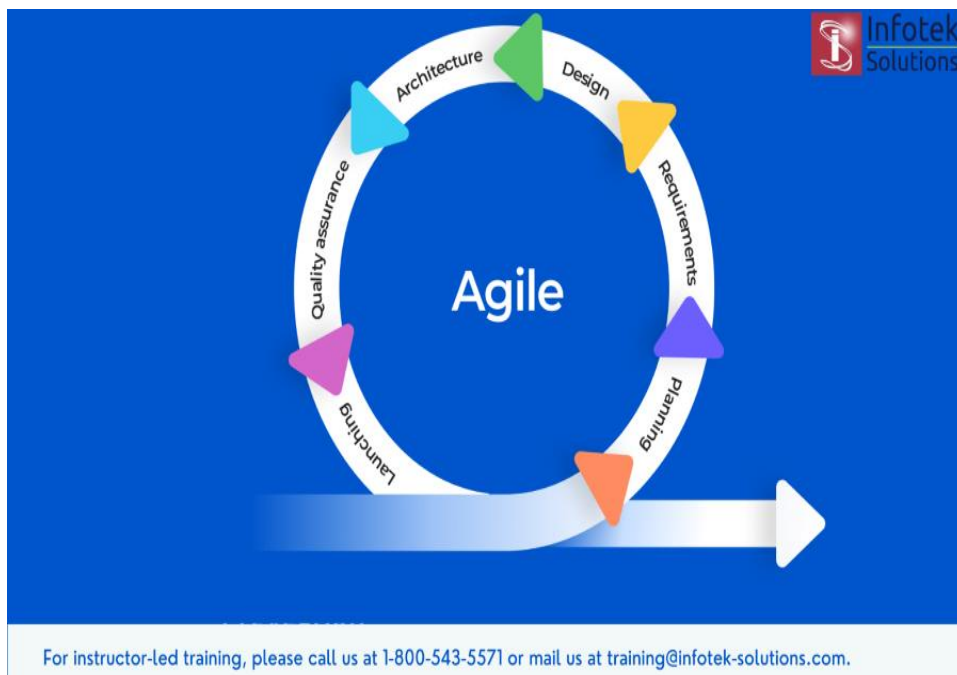 Infotek
Solutions
Architecture
Design
Requirements
Quality assurance
Agile
Planning
Launching
For instructor-led training, please call us at 1-800-543-5571 or mail us at training@infotek-solutions.com.